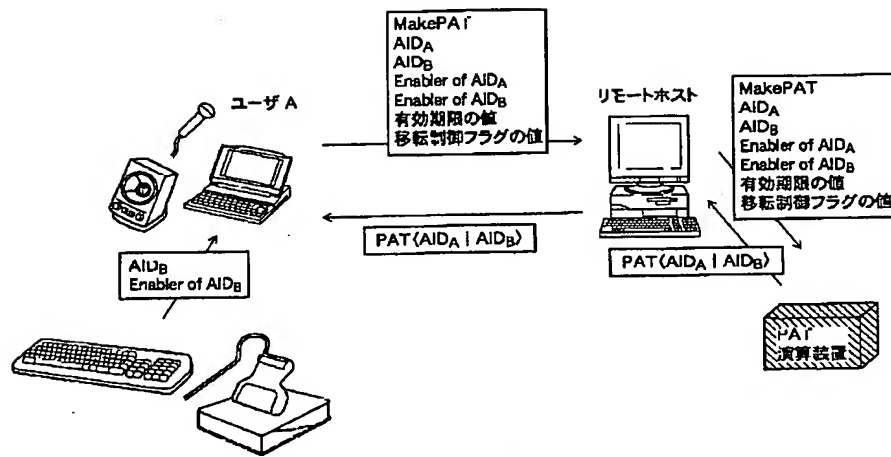 MakePAT
AIDA
AIDB
Enabler of AIDA
Enabler of AIDB
有効期限の値
移転制御フラグの値
ユーザ A
リモートホスト
MakePAT
AIDA
AIDB
Enabler of AIDA
Enabler of AIDB
有効期限の値
移転制御フラグの値
PAT〈AIDA | AIDB〉
PAT〈AIDA | AIDB〉
AIDB
Enabler of AIDB
PAT
演算装置